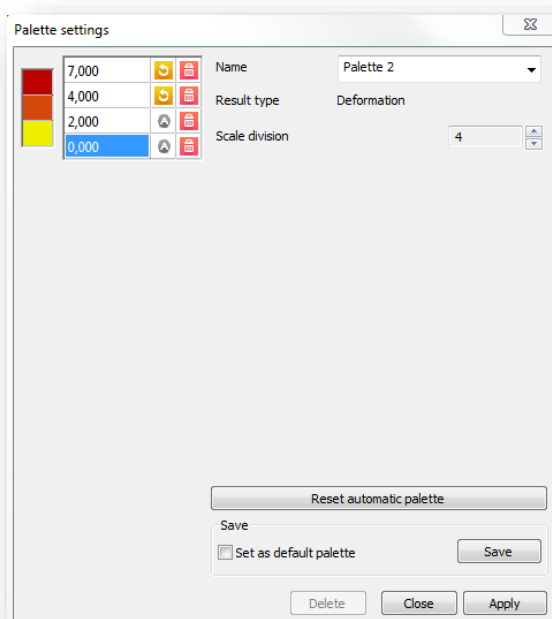 Palette settings
7,000
4,000
2,000
0,000
Name Palette 2
Result type Deformation
Scale division 4
Reset automatic palette
Save
Set as default palette Save
Delete Close Apply